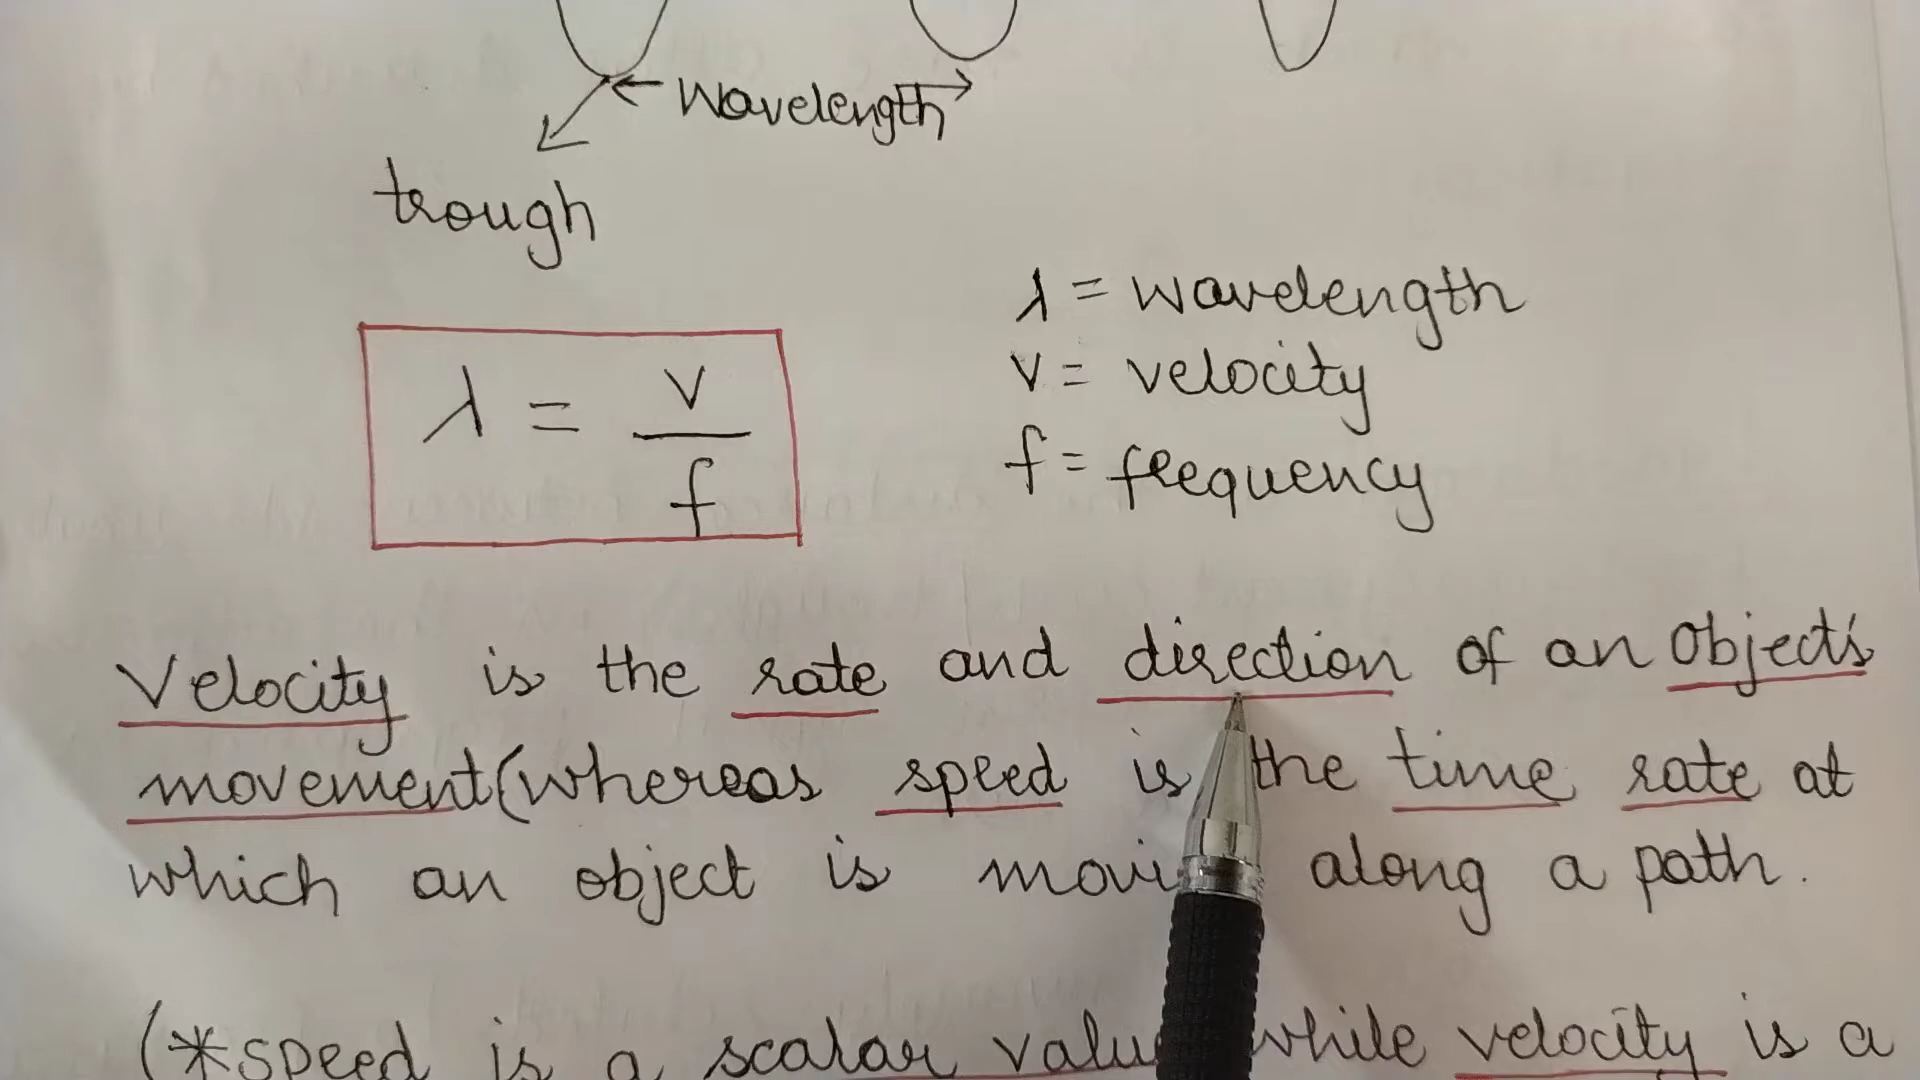 Wavelength
trough
λ = wavelength
v = velocity
f = frequency
λ = v
f
Velocity is the rate and direction of an Object's
movement (whereas speed is the time rate at
which an object is along a path.
(*speed is a scalar while velocity is a